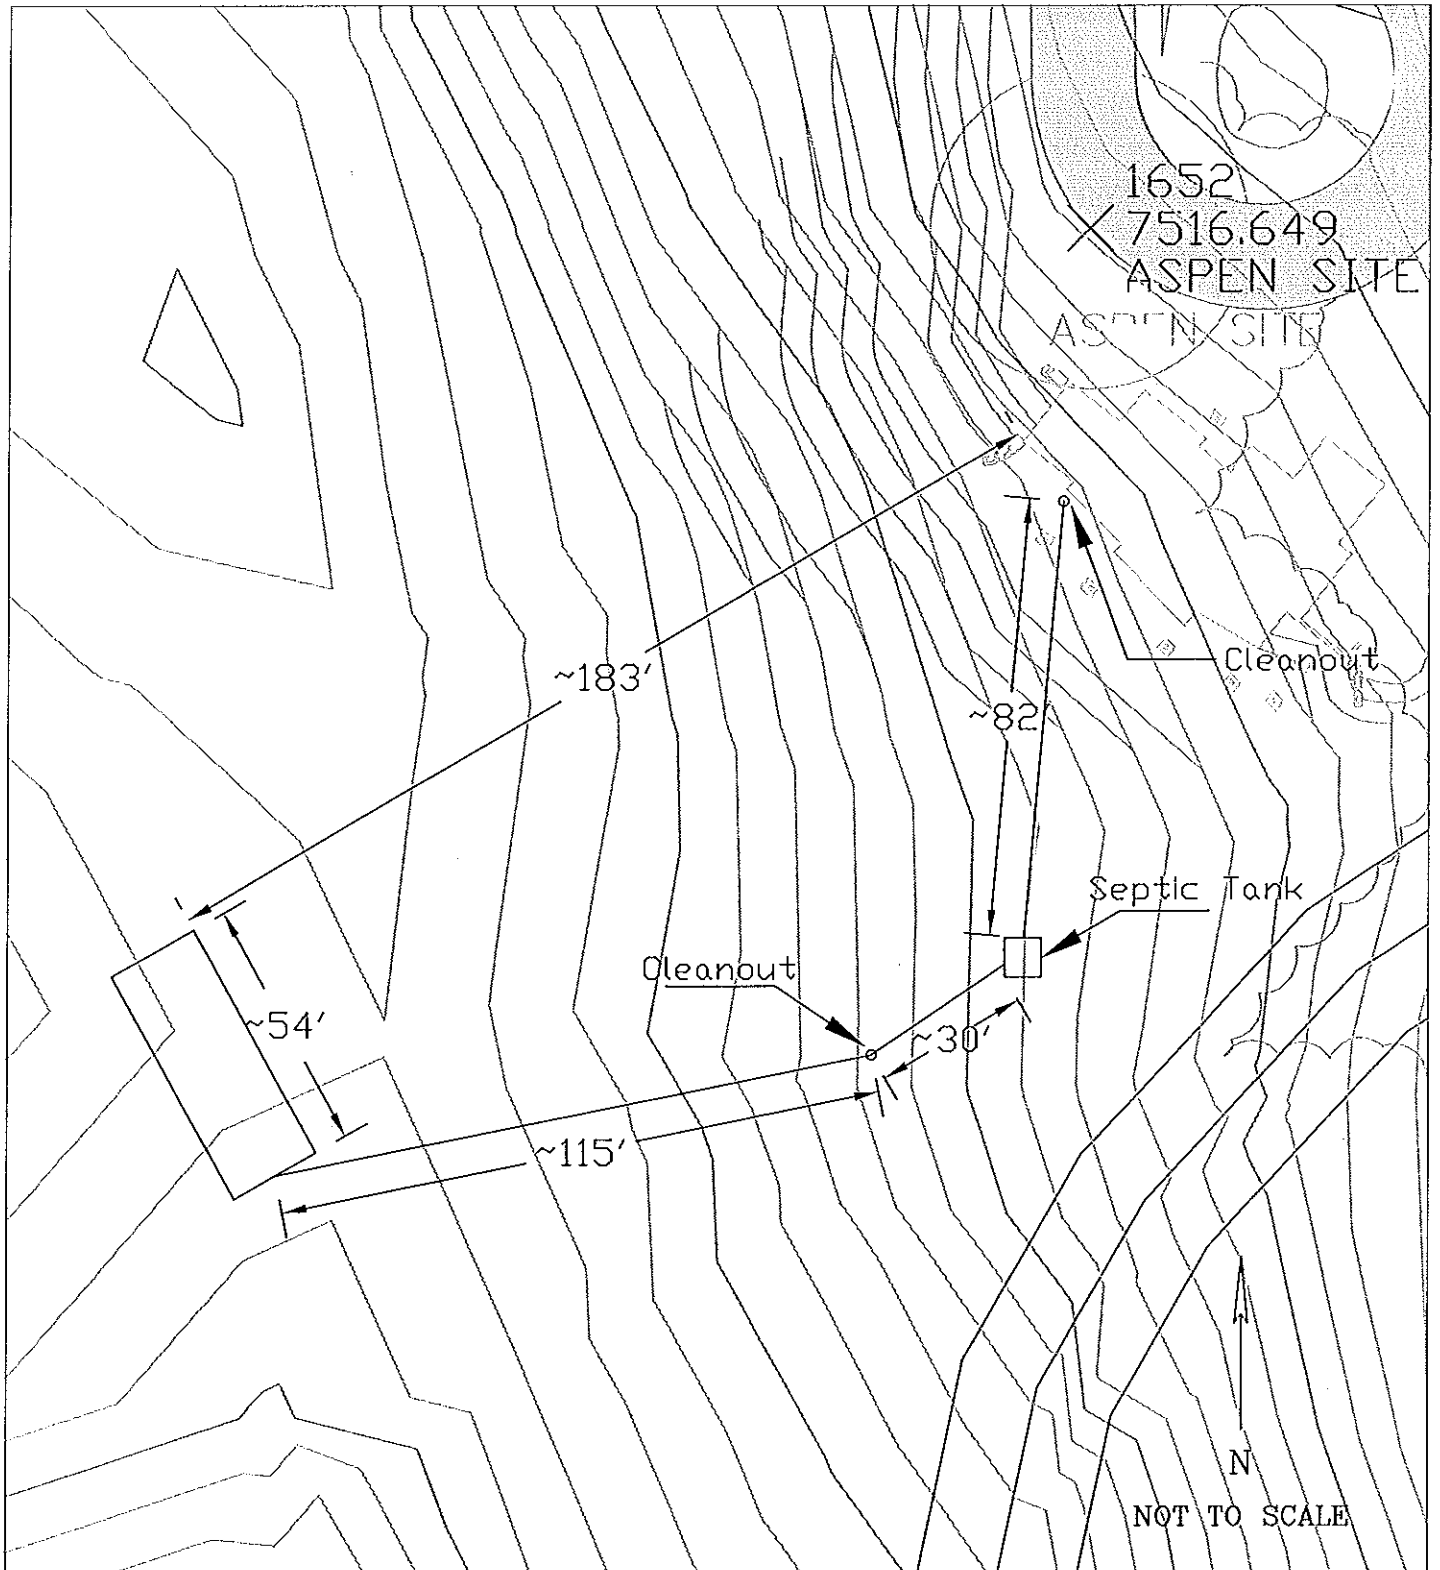 1652
7516.649
ASPEN SITE
ASPEN SITE
Cleanout
~183'
~82
Septic Tank
Cleanout
~54'
~30'
~115'
N
NOT TO SCALE